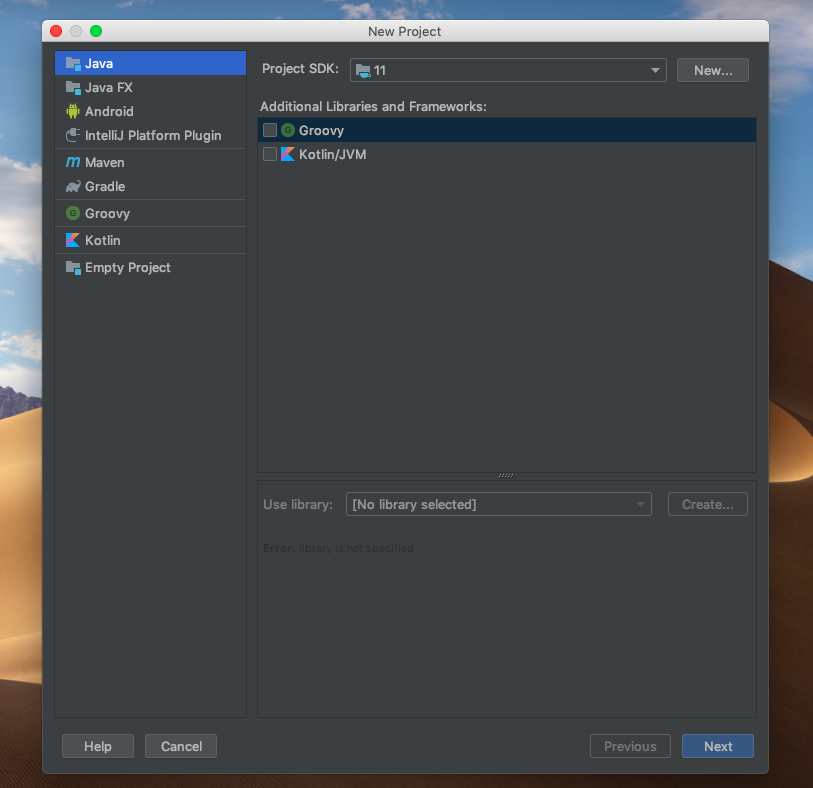 New Project
Java
Java FX
Android
IntelliJ Platform Plugin
Maven
Gradle
Groovy
Kotlin
Empty Project
Project SDK: 11 New...
Additional Libraries and Frameworks:
Groovy
Kotlin/JVM
Use library: [No library selected] Create...
Error: library is not specified
Help Cancel Previous Next